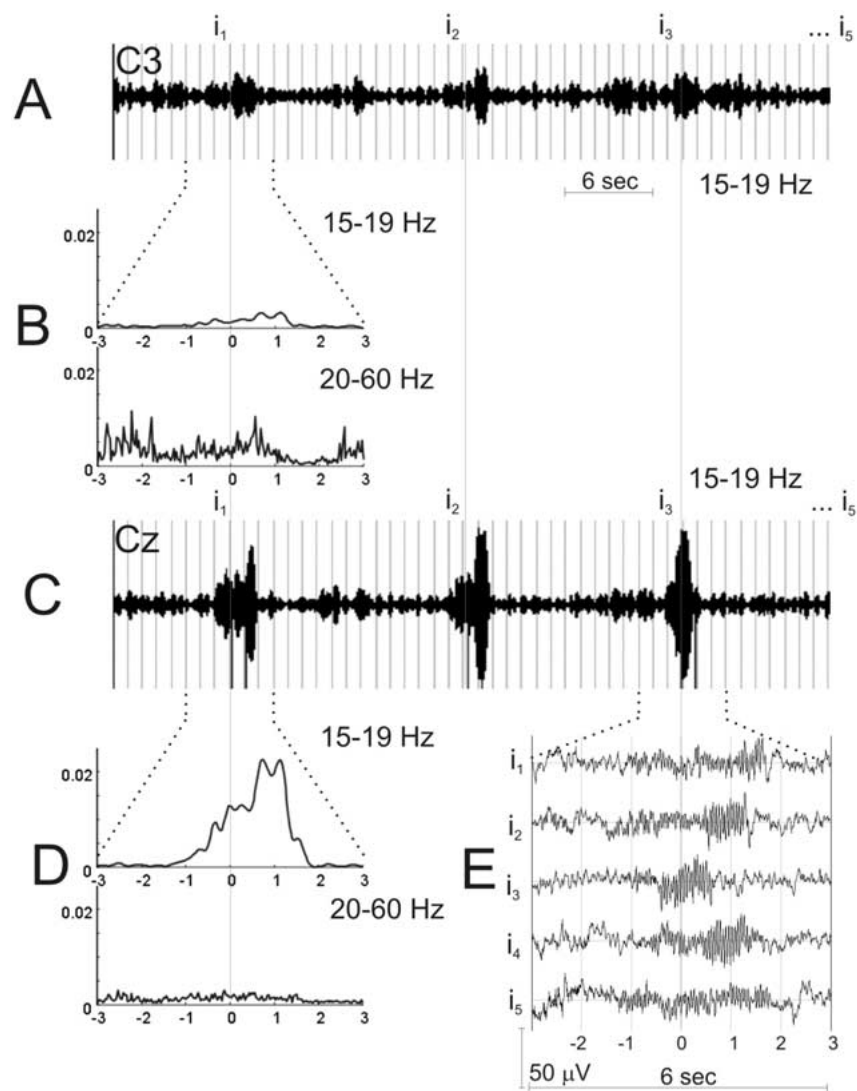 i1 i2 i3 ... i5
A
C3
6 sec
15-19 Hz
15-19 Hz
0.02
B
0
-3 -2 -1 0 1 2 3
20-60 Hz
0.02
0
-3 -2 -1 0 1 2 3
15-19 Hz
i1 i2 i3 ... i5
Cz
C
15-19 Hz
0.02
D
0
-3 -2 -1 0 1 2 3
20-60 Hz
0.02
0
-3 -2 -1 0 1 2 3
E
i1
i2
i3
i4
i5
-2 -1 0 1 2 3
50 μV
6 sec